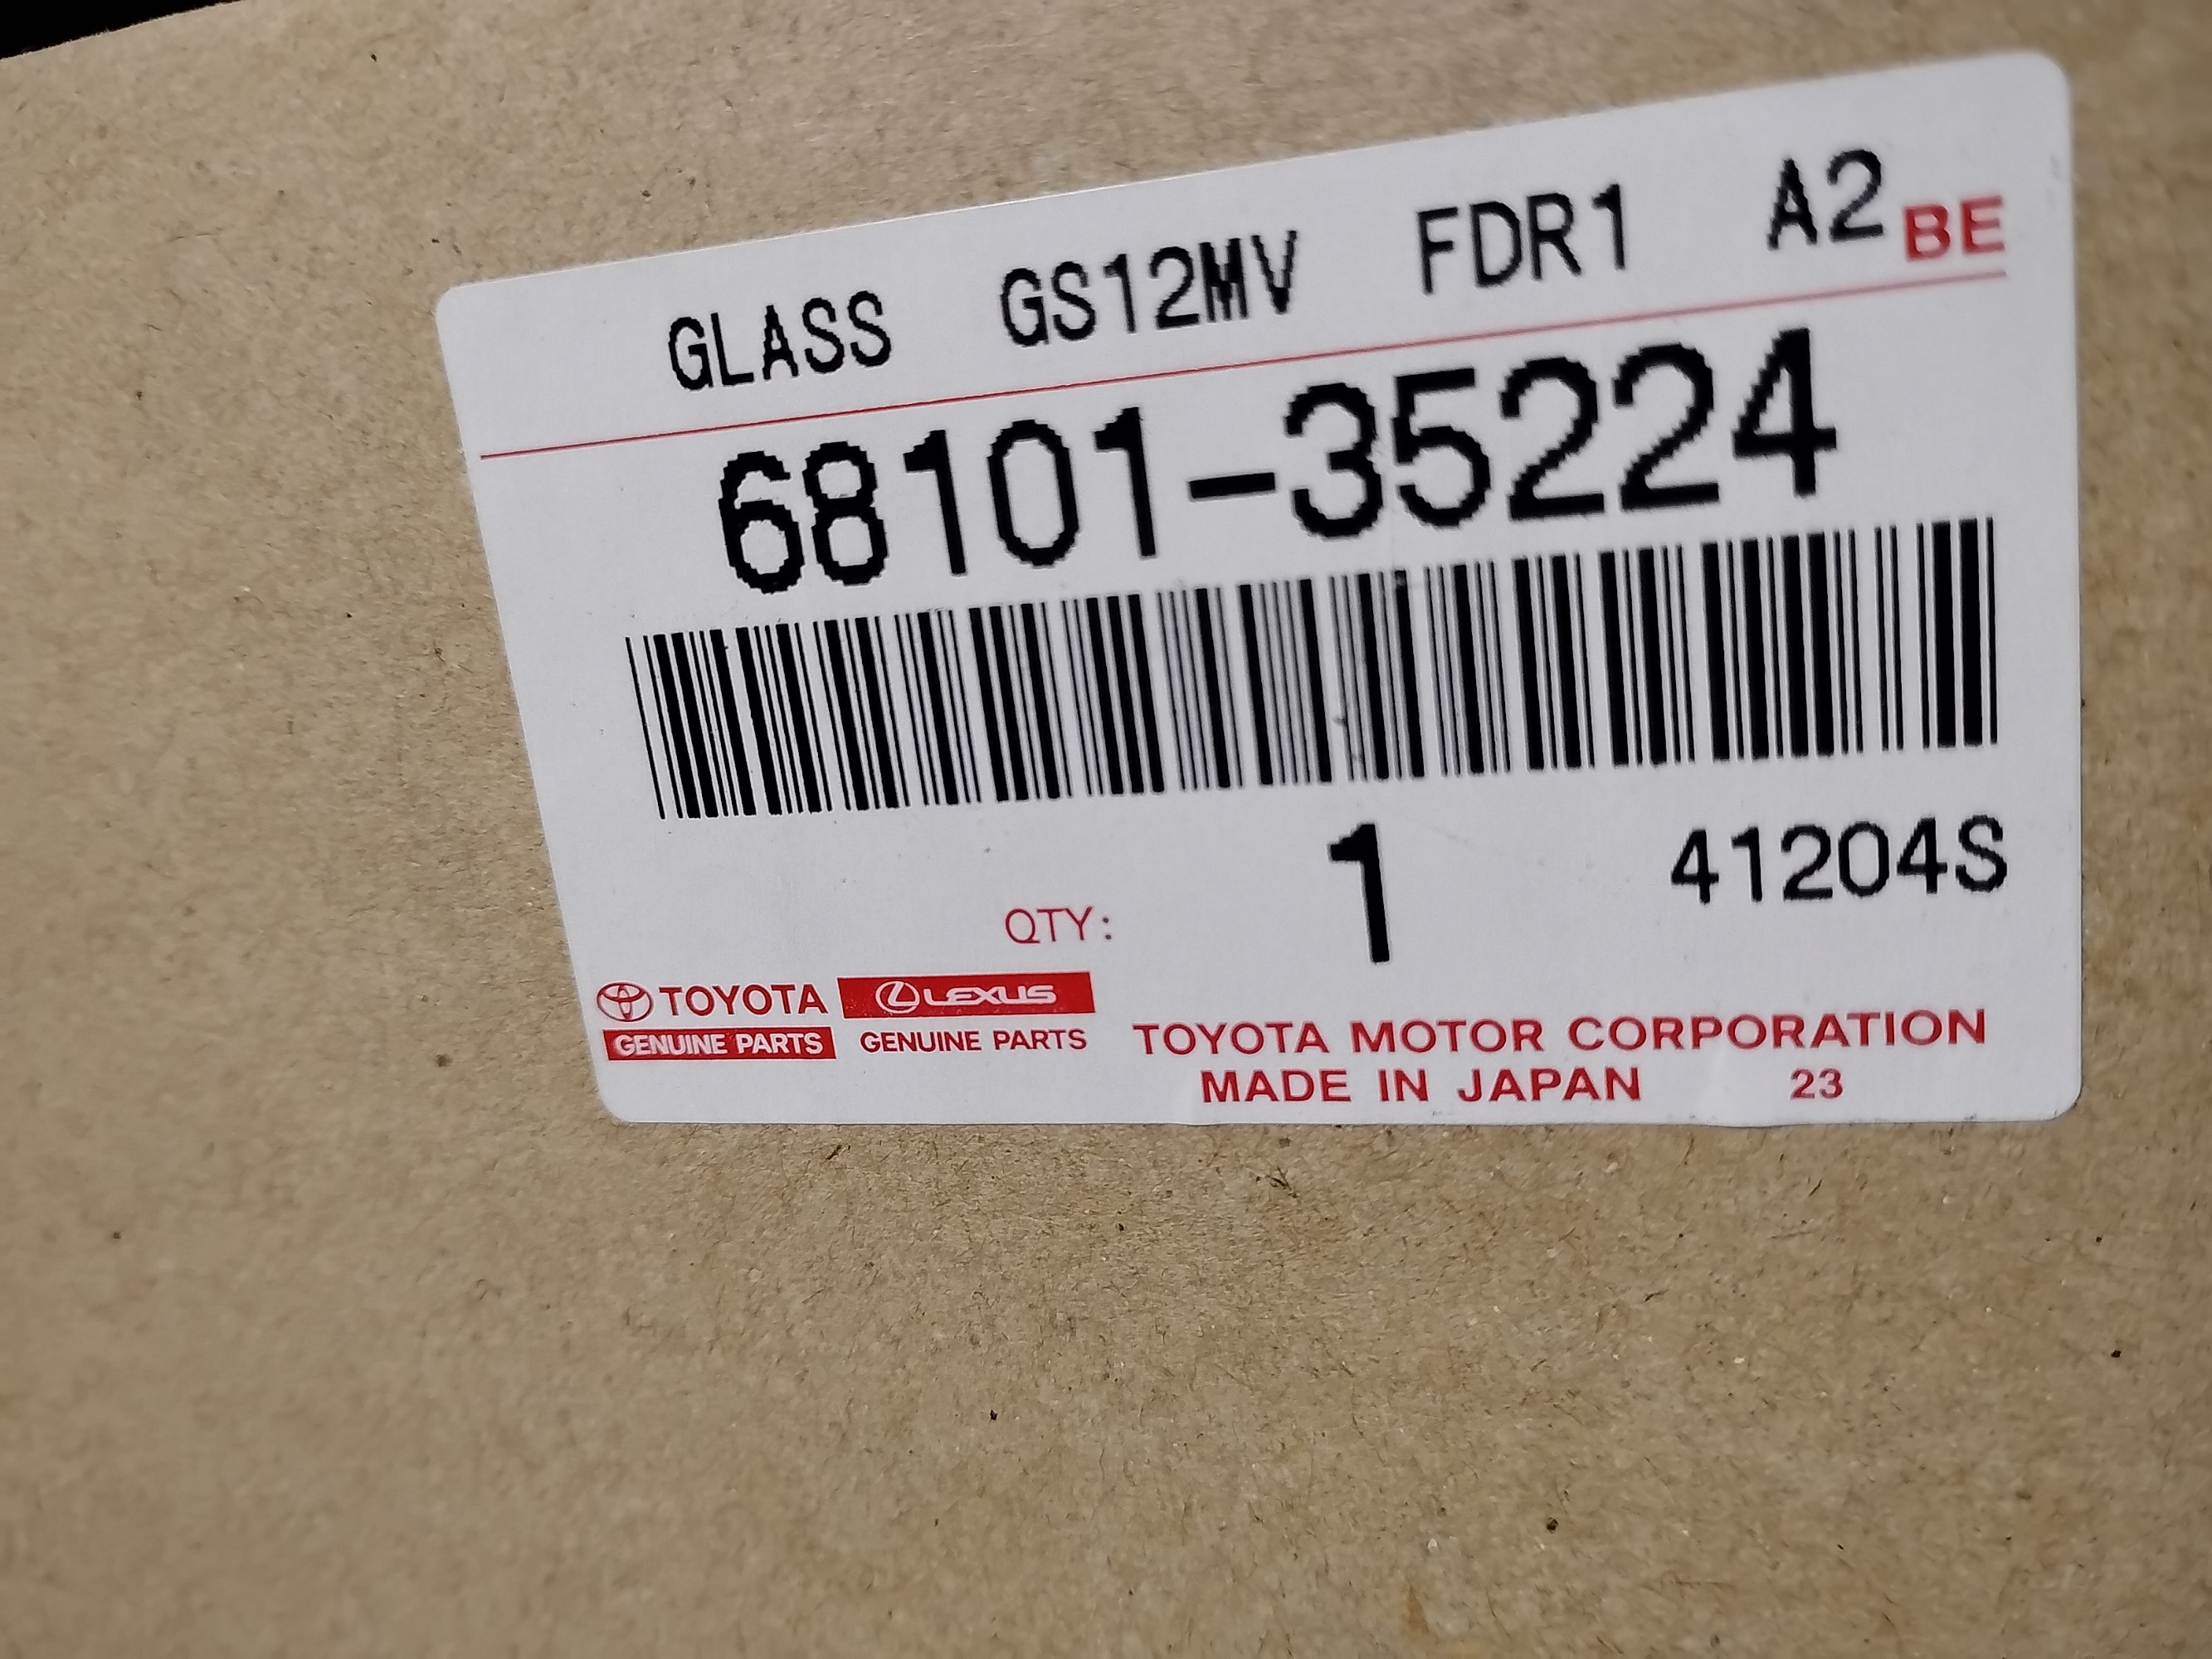 GLASS GS12MV FDR1 A2 BE
68101-35224
QTY: 1 41204S
TOYOTA LEXUS
GENUINE PARTS GENUINE PARTS
TOYOTA MOTOR CORPORATION
MADE IN JAPAN 23